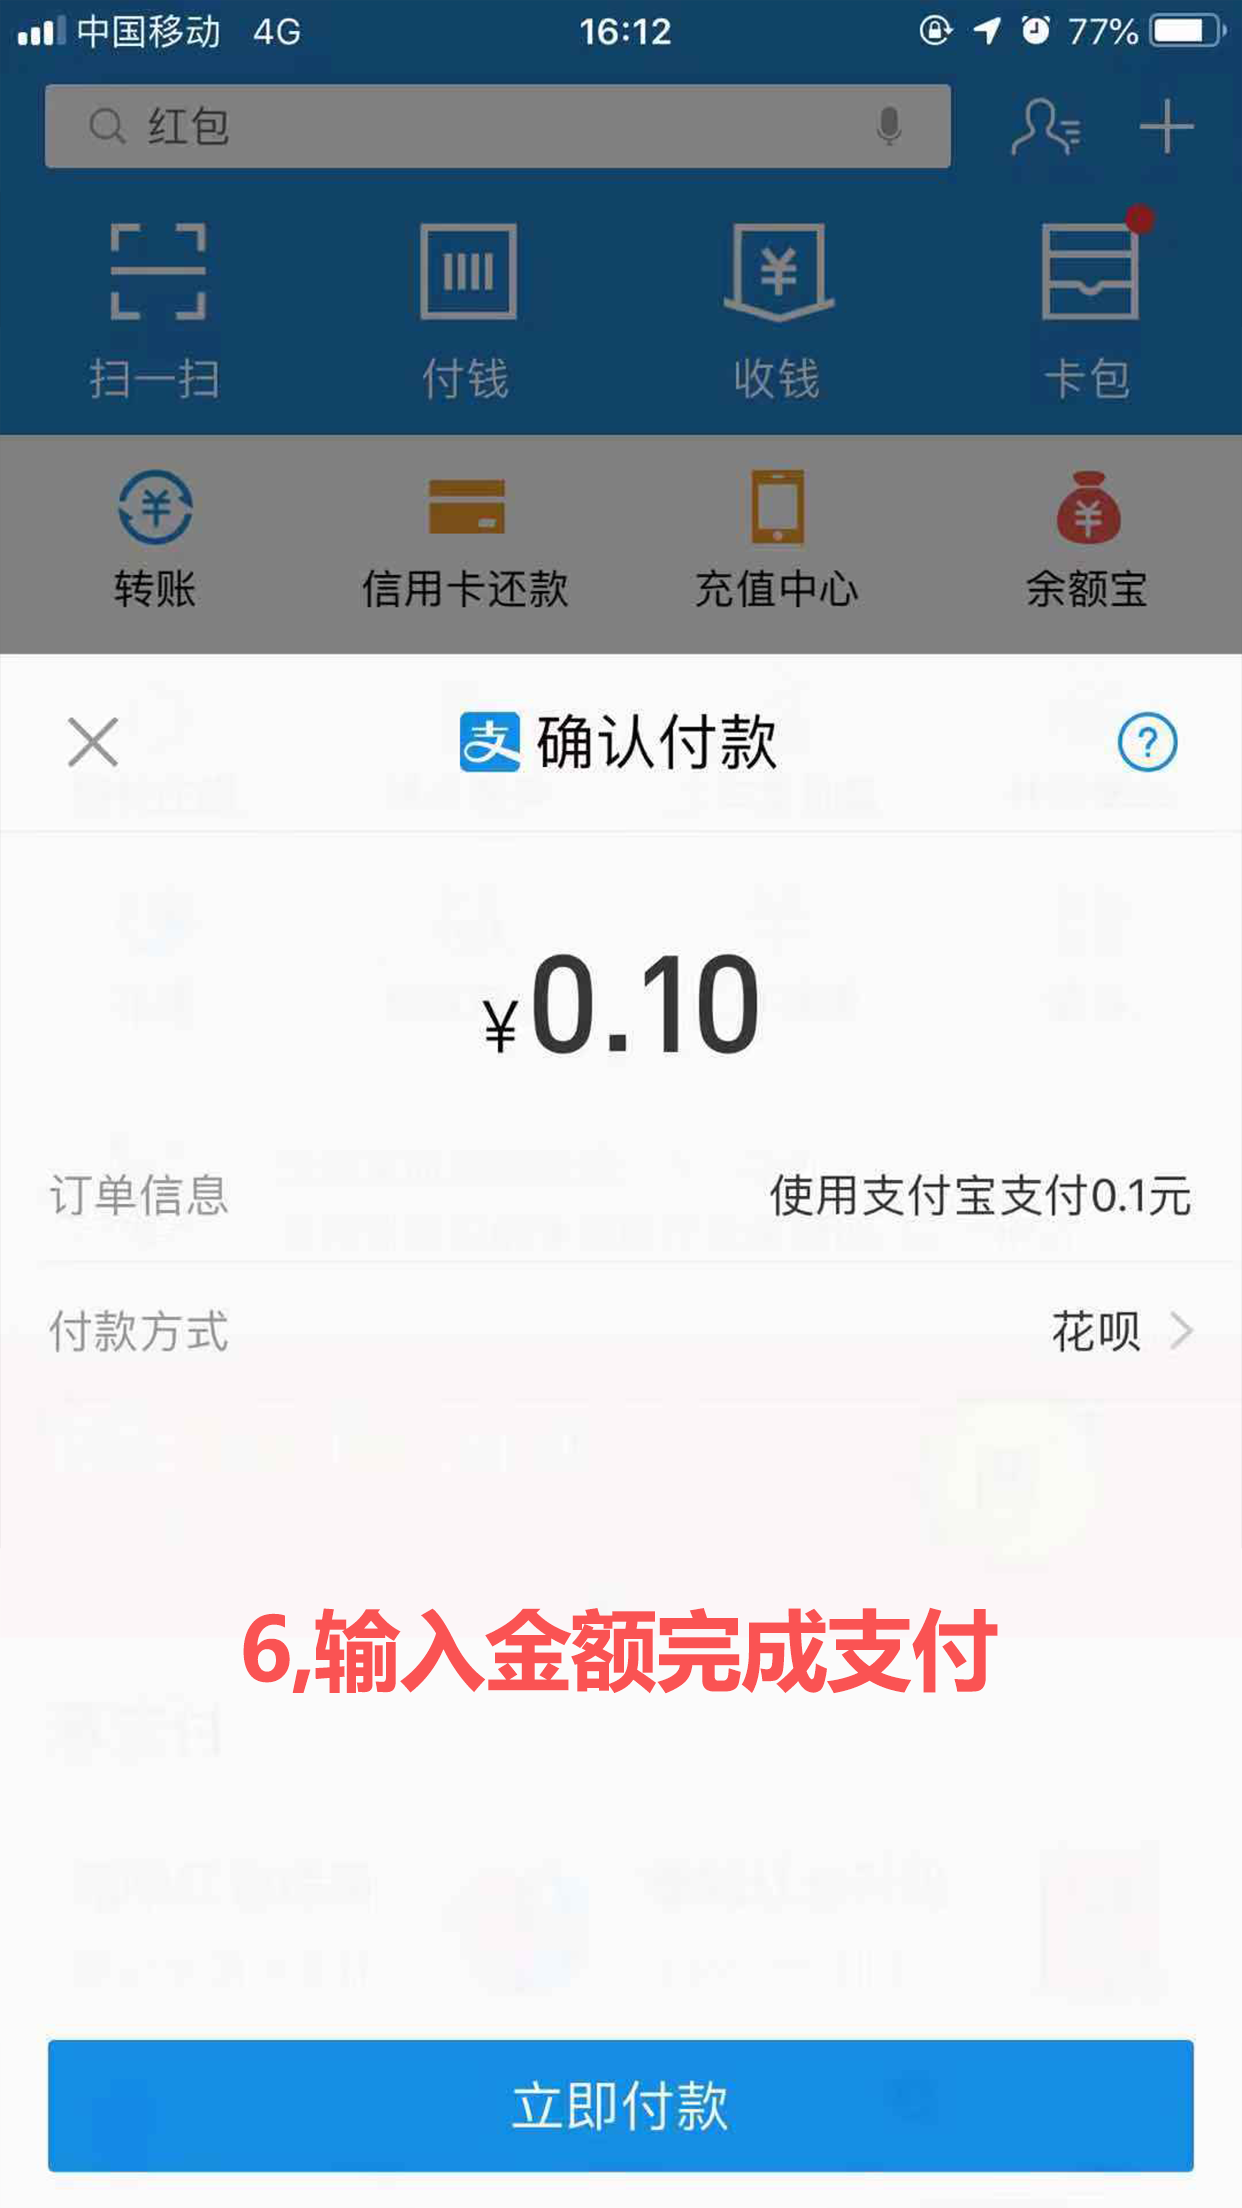 中国移动 4G 16:12 77%
红包
扫一扫 付钱 收钱 卡包
转账 信用卡还款 充值中心 余额宝
支 确认付款 ?
¥0.10
订单信息 使用支付宝支付0.1元
付款方式 花呗
6,输入金额完成支付
立即付款